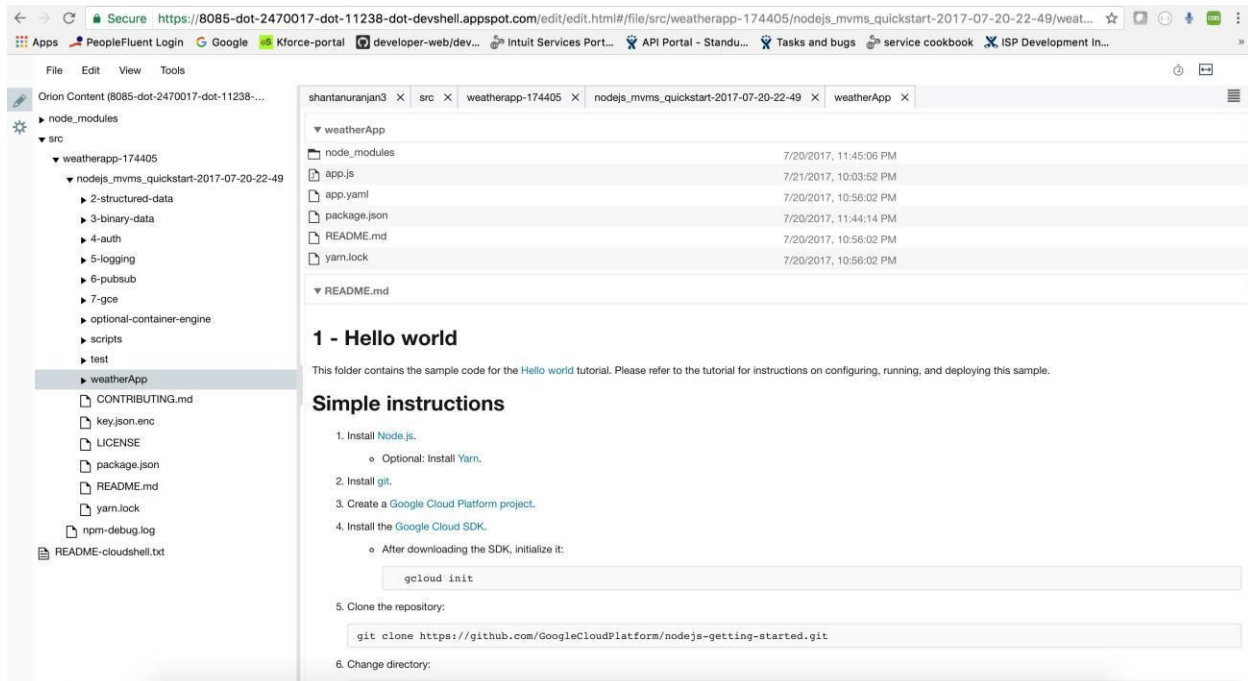 Secure https://8085-dot-2470017-dot-11238-dot-devshell.appspot.com/edit/edit.html#/file/src/weatherapp-174405/nodejs_mvms_quickstart-2017-07-20-22-49/weat...
Apps PeopleFluent Login G Google eS Kforce-portal developer-web/dev... Intuit Services Port... API Portal - Standu... Tasks and bugs service cookbook ISP Development In... »
File Edit View Tools
Orion Content (8085-dot-2470017-dot-11238-...
node_modules
src
weatherapp-174405
nodejs_mvms_quickstart-2017-07-20-22-49
2-structured-data
3-binary-data
4-auth
5-logging
6-pubsub
7-gce
optional-container-engine
scripts
test
weatherApp
CONTRIBUTING.md
key.json.enc
LICENSE
package.json
README.md
yarn.lock
npm-debug.log
README-cloudshell.txt
shantanuranjan3 X src X weatherapp-174405 X nodejs_mvms_quickstart-2017-07-20-22-49 X weatherApp X
weatherApp
node_modules 7/20/2017, 11:45:06 PM
app.js 7/21/2017, 10:03:52 PM
app.yaml 7/20/2017, 10:56:02 PM
package.json 7/20/2017, 11:44:14 PM
README.md 7/20/2017, 10:56:02 PM
yarn.lock 7/20/2017, 10:56:02 PM
README.md
1 - Hello world
This folder contains the sample code for the Hello world tutorial. Please refer to the tutorial for instructions on configuring, running, and deploying this sample.
Simple instructions
1. Install Node.js.
Optional: Install Yarn.
2. Install git.
3. Create a Google Cloud Platform project.
4. Install the Google Cloud SDK.
After downloading the SDK, initialize it:
gcloud init
5. Clone the repository:
git clone https://github.com/GoogleCloudPlatform/nodejs-getting-started.git
6. Change directory: